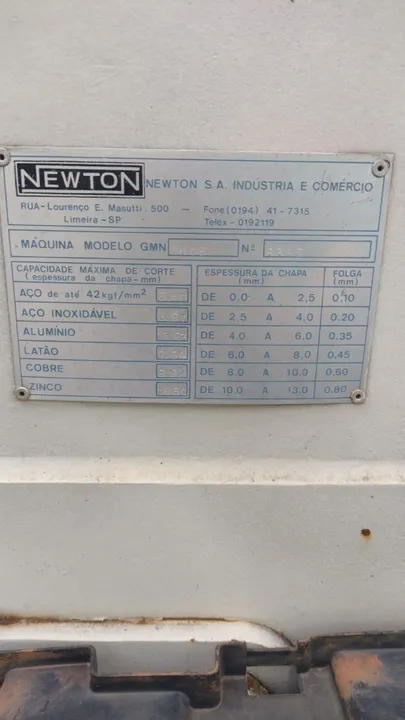 NEWTON NEWTON S.A. INDÚSTRIA E COMÉRCIO
RUA-Lourenço E. Masutti . 500 — Fone (0194) 41-7315
Limeira-SP Telex-0192119
MÁQUINA MODELO GMN Nº
CAPACIDADE MÁXIMA DE CORTE
(espessura da chapa-mm)
AÇO de até 42kgf/mm²
AÇO INOXIDÁVEL
ALUMÍNIO
LATÃO
COBRE
ZINCO
ESPESSURA DA CHAPA (mm) FOLGA (mm)
DE 0.0 A 2,5 0,10
DE 2.5 A 4.0 0.20
DE 4.0 A 6.0 0.35
DE 6.0 A 8.0 0.45
DE 8.0 A 10.0 0.60
DE 10.0 A 13.0 0.80